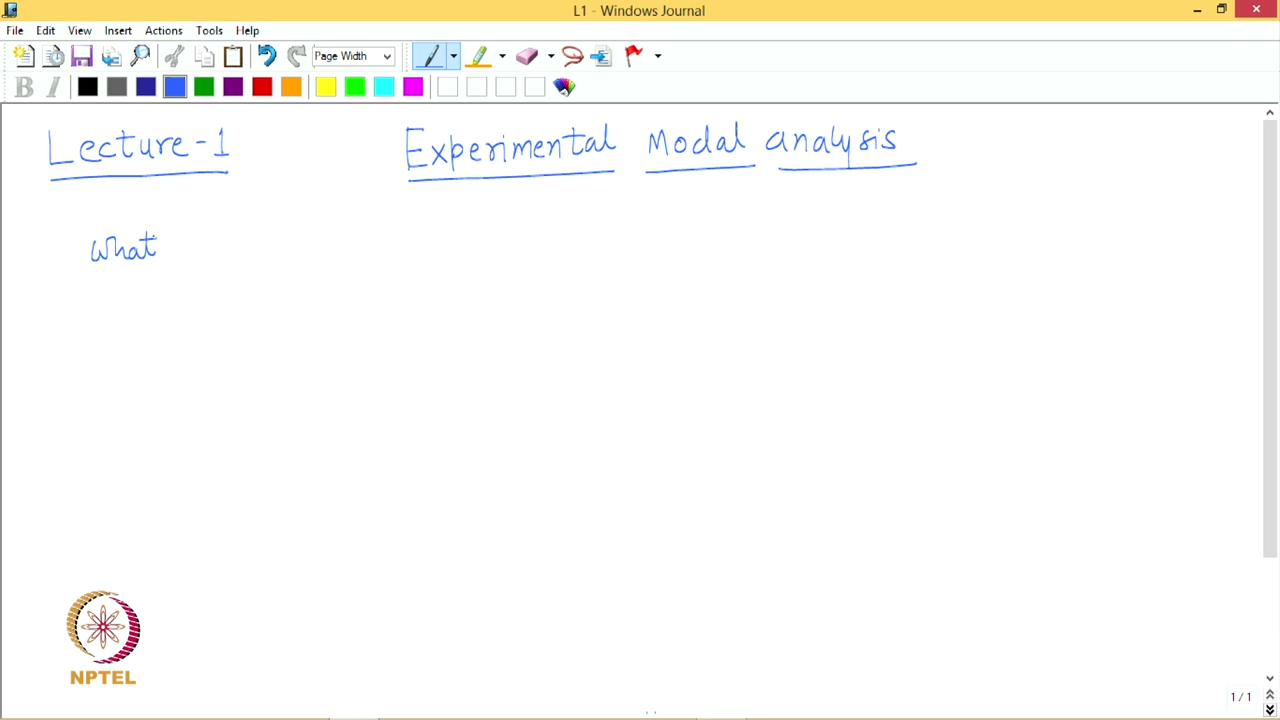 L1 - Windows Journal
File Edit View Insert Actions Tools Help
Page Width
B I
Lecture-1 Experimental Modal analysis
what
NPTEL
1 / 1